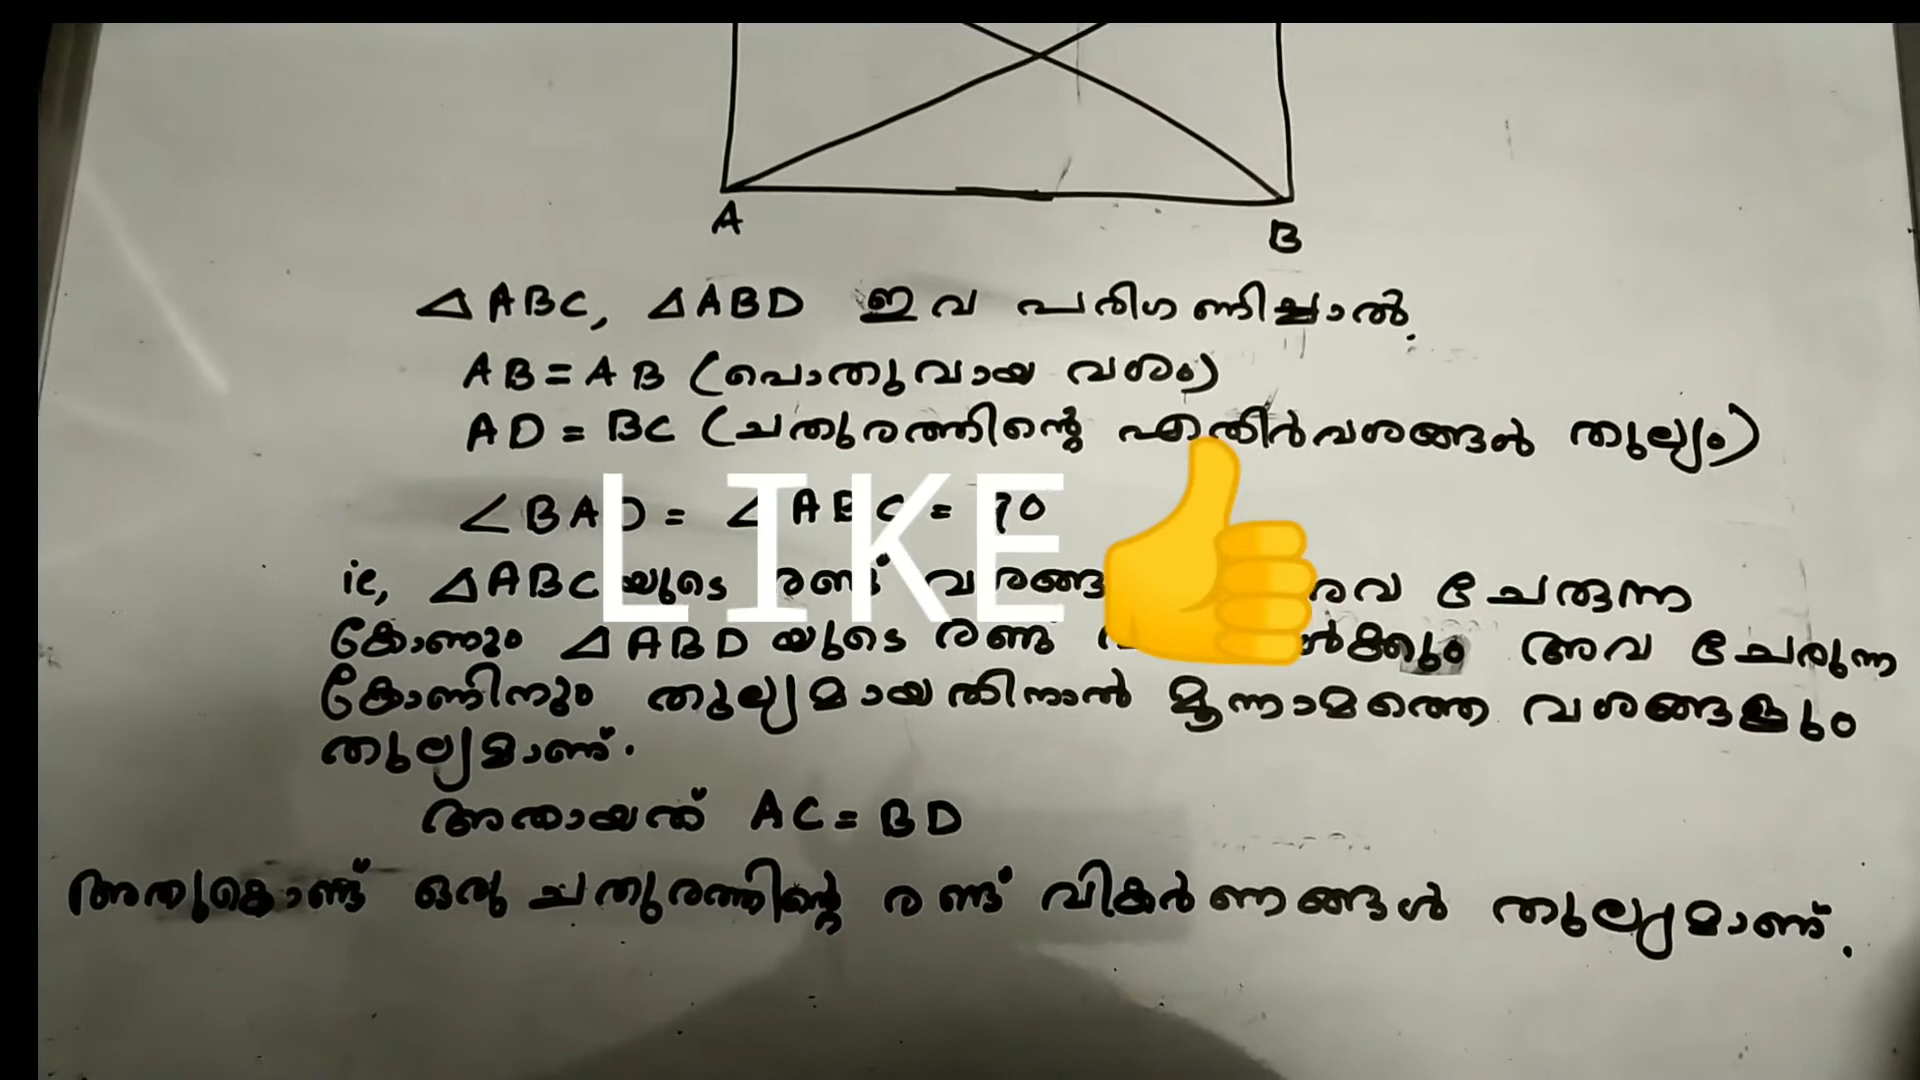 A
B
△ABC, △ABD ഇവ പരിഗണിച്ചാൽ,
AB = AB (പൊതുവായ വശം)
AD = BC (ചതുരത്തിന്റെ എതിർവശങ്ങൾ തുല്യം)
∠BAD = ∠ABC = 90
LIKE👍
ie, △ABC യുടെ രണ്ട് അവ ചേരുന്ന
കോണും △ABD യുടെ രണ്ടു അവ ചേരുന്ന
കോണിനും തുല്യമായതിനാൽ മൂന്നാമത്തെ വശങ്ങളും
തുല്യമാണ്.
അതായത് AC = BD
അതുകൊണ്ട് ഒരു ചതുരത്തിന്റെ രണ്ട് വികർണങ്ങൾ തുല്യമാണ്.